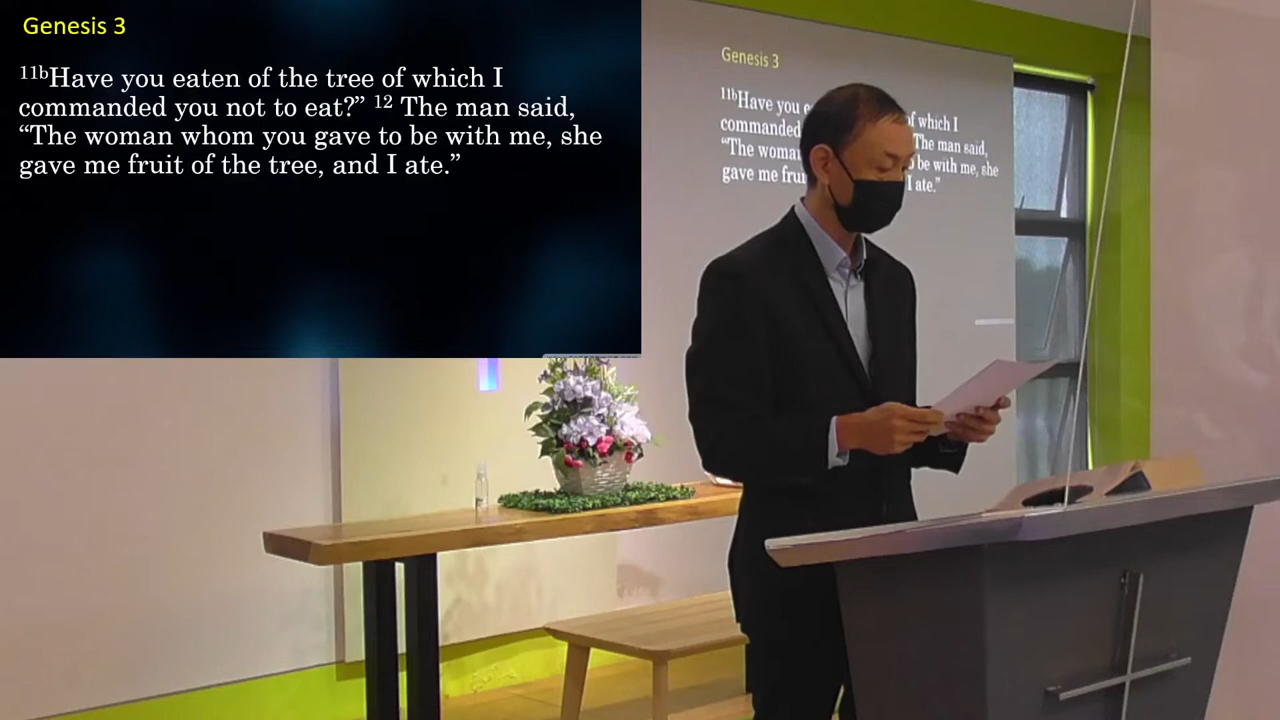 Genesis 3
11bHave you eaten of the tree of which I
commanded you not to eat?” 12 The man said,
“The woman whom you gave to be with me, she
gave me fruit of the tree, and I ate.”
Genesis 3
11bHave you of which I
commanded The man said,
“The be with me, she
gave me I ate.”